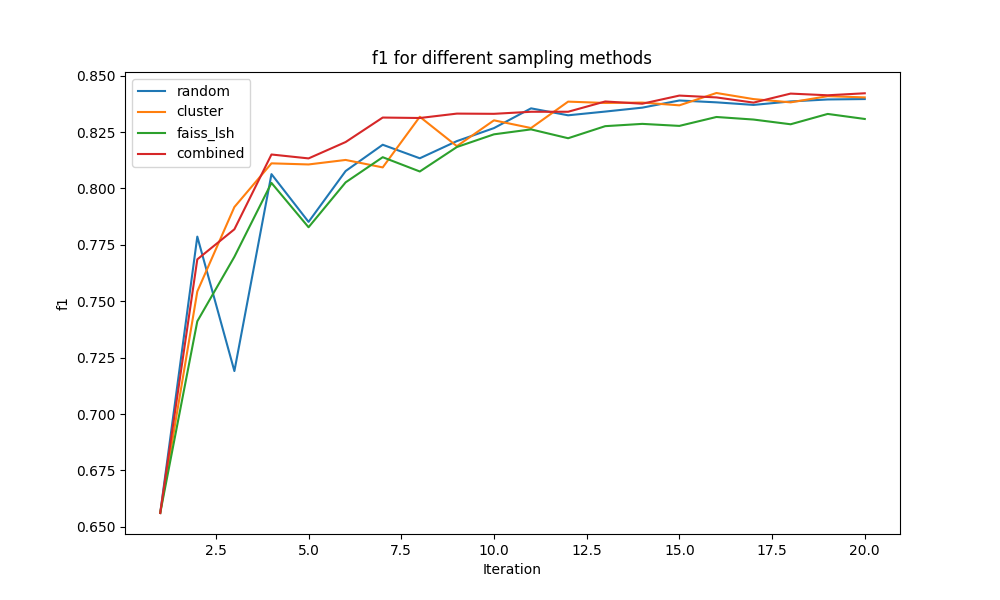 f1 for different sampling methods
random
cluster
faiss_lsh
combined
0.850
0.825
0.800
0.775
0.750
0.725
0.700
0.675
0.650
f1
2.5 5.0 7.5 10.0 12.5 15.0 17.5 20.0
Iteration